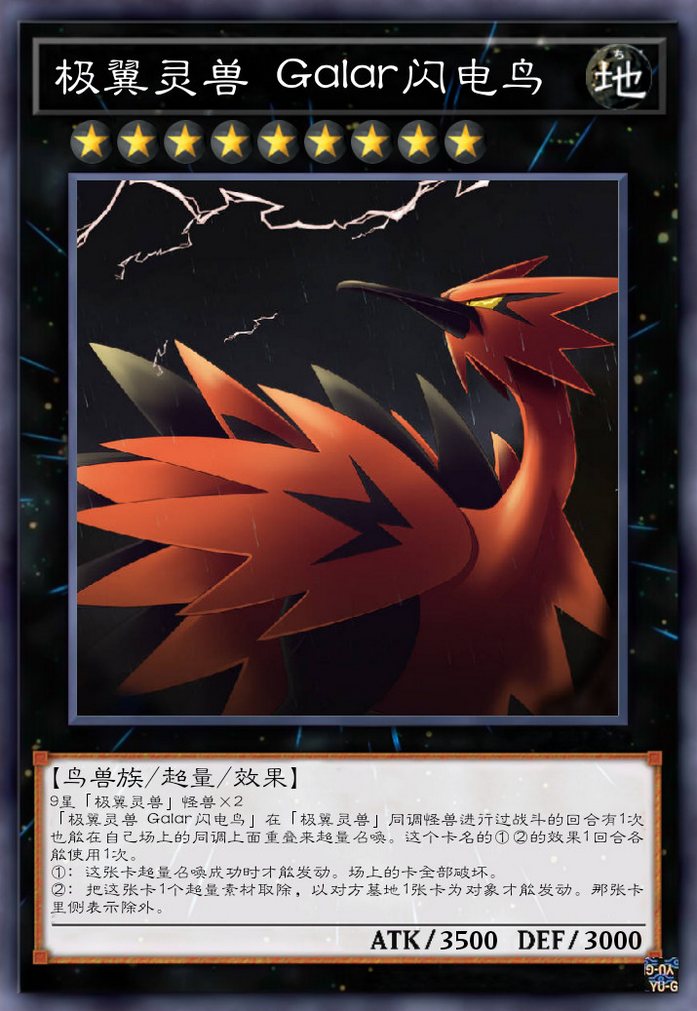 极翼灵兽 Galar闪电鸟
ち
地
【鸟兽族/超量/效果】
9星「极翼灵兽」怪兽×2
「极翼灵兽 Galar闪电鸟」在「极翼灵兽」同调怪兽进行过战斗的回合有1次
也能在自己场上的同调上面重叠来超量召唤。这个卡名的①②的效果1回合各
能使用1次。
①：这张卡超量召唤成功时才能发动。场上的卡全部破坏。
②：把这张卡1个超量素材取除，以对方墓地1张卡为对象才能发动。那张卡
里侧表示除外。
ATK/3500 DEF/3000
YU-G
YU-G